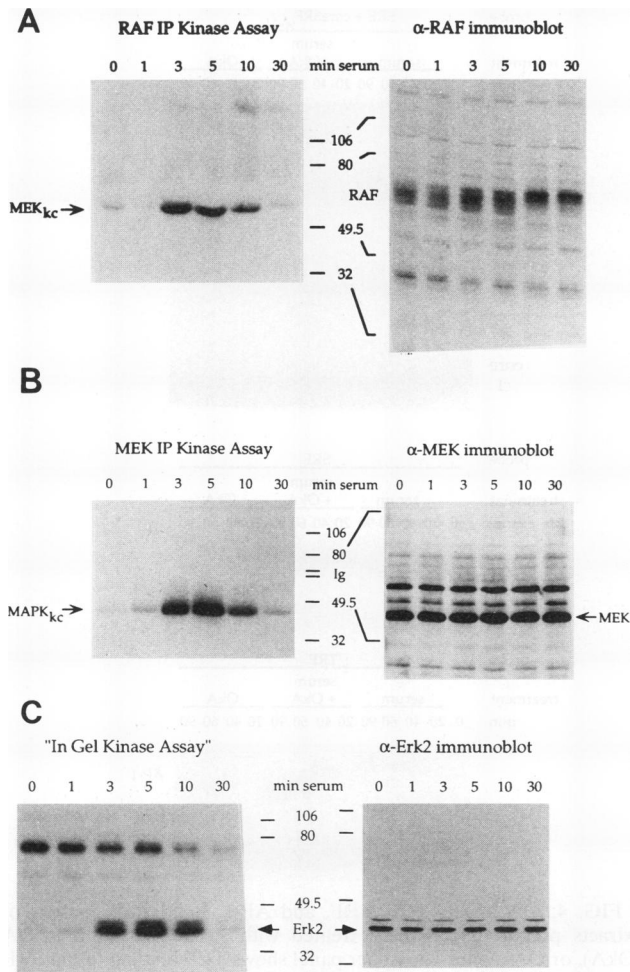 A
RAF IP Kinase Assay
α-RAF immunoblot
0 1 3 5 10 30 min serum 0 1 3 5 10 30
106
80
RAF
MEKkc
49.5
32
B
MEK IP Kinase Assay
α-MEK immunoblot
0 1 3 5 10 30 min serum 0 1 3 5 10 30
106
80
Ig
MAPKkc
49.5
MEK
32
C
"In Gel Kinase Assay"
α-Erk2 immunoblot
0 1 3 5 10 30 min serum 0 1 3 5 10 30
106
80
49.5
Erk2
32